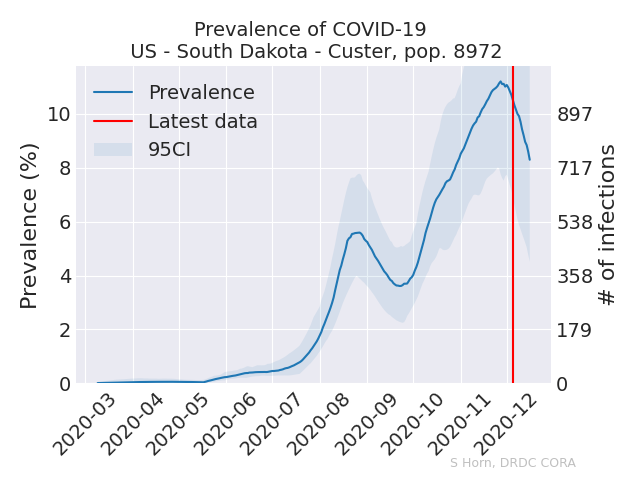 Prevalence of COVID-19
US - South Dakota - Custer, pop. 8972
Prevalence
Latest data
95CI
Prevalence (%)
10
8
6
4
2
0
897
717
538
358
179
0
# of infections
2020-03
2020-04
2020-05
2020-06
2020-07
2020-08
2020-09
2020-10
2020-11
2020-12
S Horn, DRDC CORA